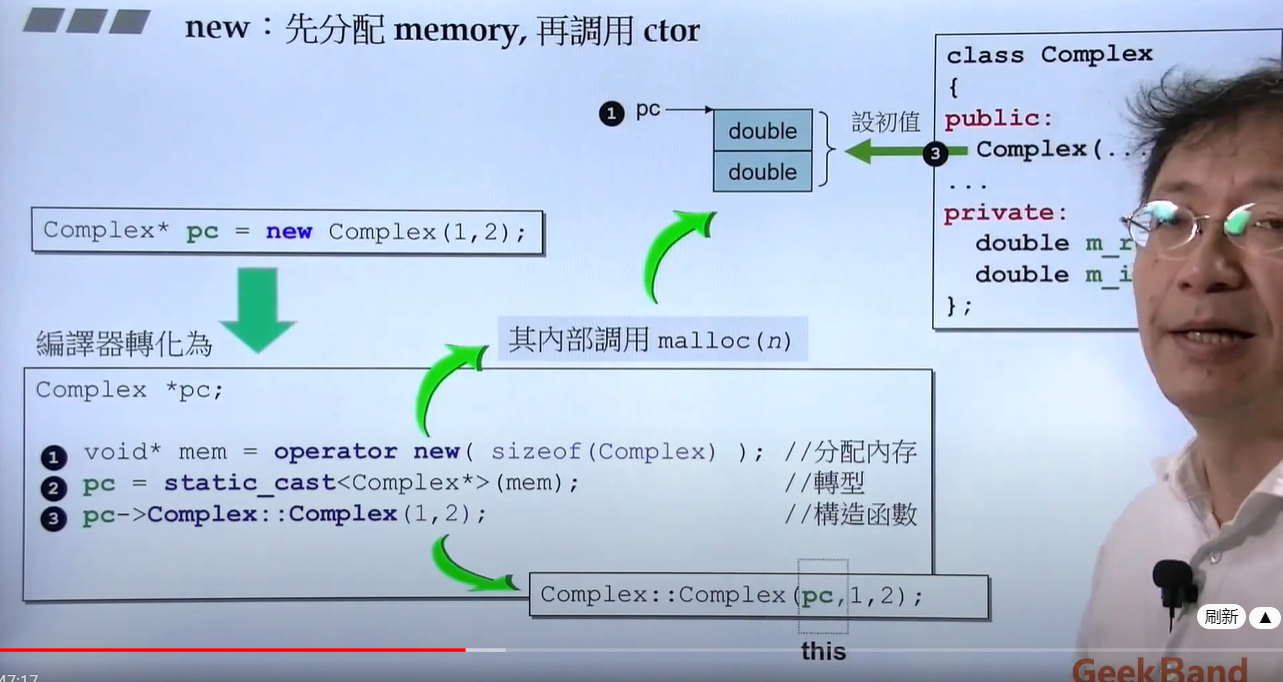 new：先分配 memory, 再調用 ctor
class Complex
{
public:
Complex(...
...
private:
double m_r
double m_i
};
1 pc
double
double
設初值
3
Complex* pc = new Complex(1,2);
編譯器轉化為
其內部調用 malloc(n)
Complex *pc;
1 void* mem = operator new( sizeof(Complex) ); //分配內存
2 pc = static_cast<Complex*>(mem); //轉型
3 pc->Complex::Complex(1,2); //構造函數
Complex::Complex(pc,1,2);
this
刷新
47:17
GeekBand